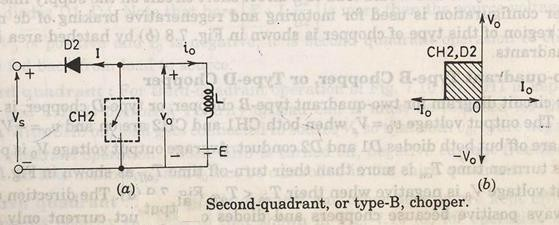 D2
I
i₀
+
+
L
Vₛ
CH2
v₀
E
−
−
(a)
V₀
CH2,D2
I₀
−I₀
0
−V₀
(b)
Second-quadrant, or type-B, chopper.